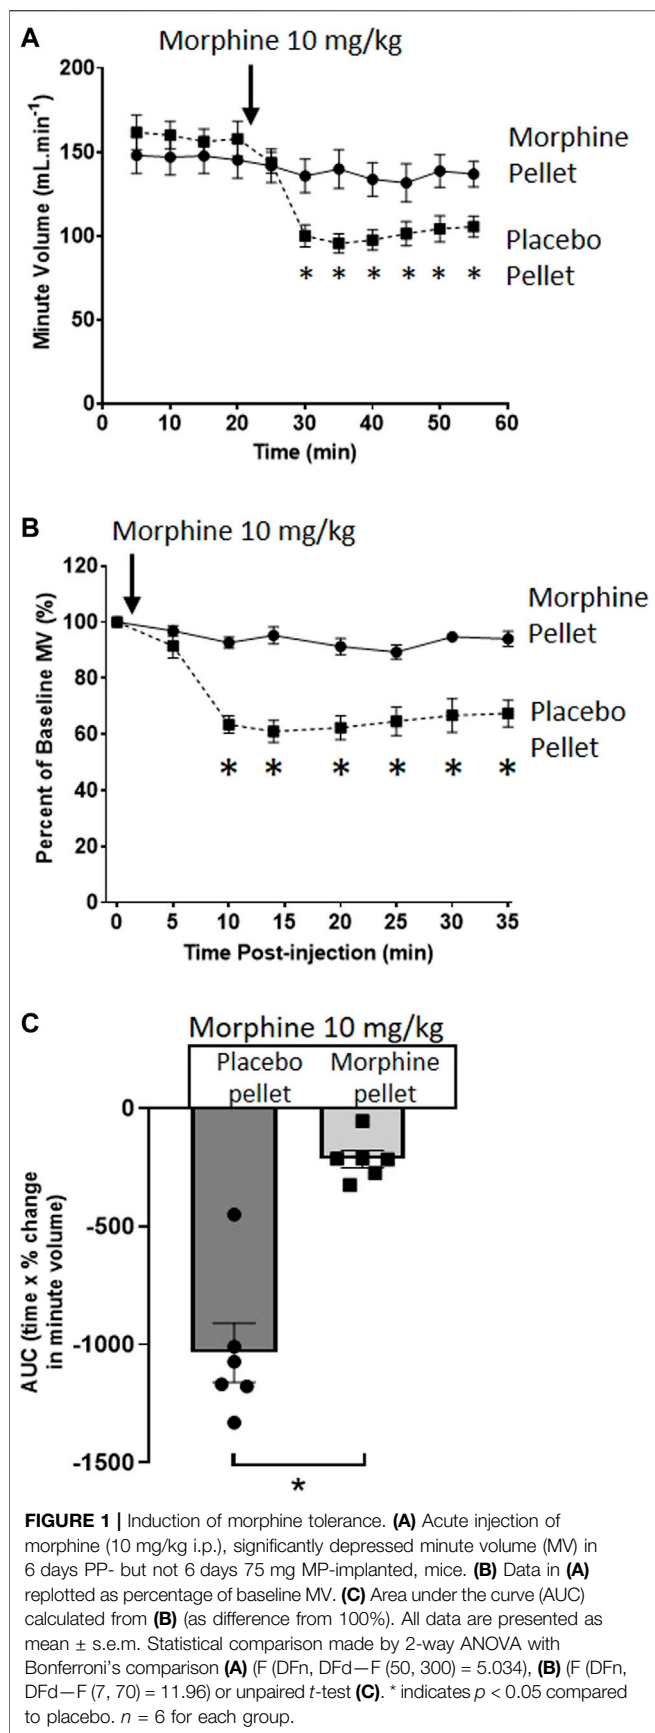 A
Morphine 10 mg/kg
200
150
100
50
0
Minute Volume (mL.min⁻¹)
Morphine
Pellet
Placebo
Pellet
* * * * * *
0 10 20 30 40 50 60
Time (min)
B
Morphine 10 mg/kg
120
100
80
60
40
20
0
Percent of Baseline MV (%)
Morphine
Pellet
Placebo
Pellet
* * * * * *
0 5 10 15 20 25 30 35
Time Post-injection (min)
C
Morphine 10 mg/kg
Placebo
pellet
Morphine
pellet
0
-500
-1000
-1500
AUC (time x % change
in minute volume)
*
FIGURE 1 | Induction of morphine tolerance. (A) Acute injection of
morphine (10 mg/kg i.p.), significantly depressed minute volume (MV) in
6 days PP- but not 6 days 75 mg MP-implanted, mice. (B) Data in (A)
replotted as percentage of baseline MV. (C) Area under the curve (AUC)
calculated from (B) (as difference from 100%). All data are presented as
mean ± s.e.m. Statistical comparison made by 2-way ANOVA with
Bonferroni’s comparison (A) (F (DFn, DFd—F (50, 300) = 5.034), (B) (F (DFn,
DFd—F (7, 70) = 11.96) or unpaired t-test (C). * indicates p < 0.05 compared
to placebo. n = 6 for each group.